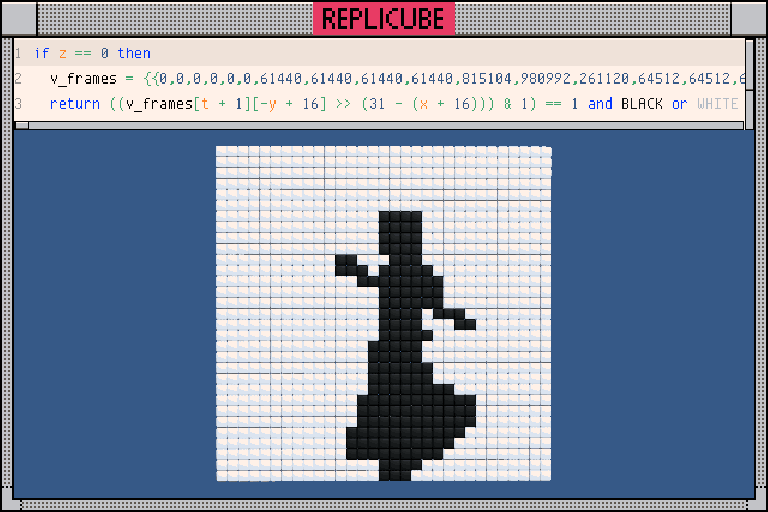 REPLICUBE
1 if z == 0 then
2 v_frames = {{0,0,0,0,0,0,61440,61440,61440,61440,815104,980992,261120,64512,64512,6
3 return ((v_frames[t + 1][-y + 16] >> (31 - (x + 16))) & 1) == 1 and BLACK or WHITE